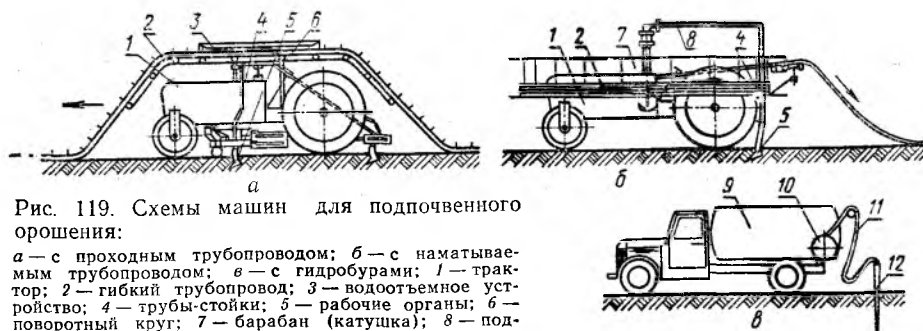 1 2 3 4 5 6
а
1 2 7 8 4
5
б
9 10 11
12
в
Рис. 119. Схемы машин для подпочвенного
орошения:
а — с проходным трубопроводом; б — с наматывае-
мым трубопроводом; в — с гидробурами; 1 — трак-
тор; 2 — гибкий трубопровод; 3 — водоотъемное уст-
ройство; 4 — трубы-стойки; 5 — рабочие органы; 6 —
поворотный круг; 7 — барабан (катушка); 8 — под-